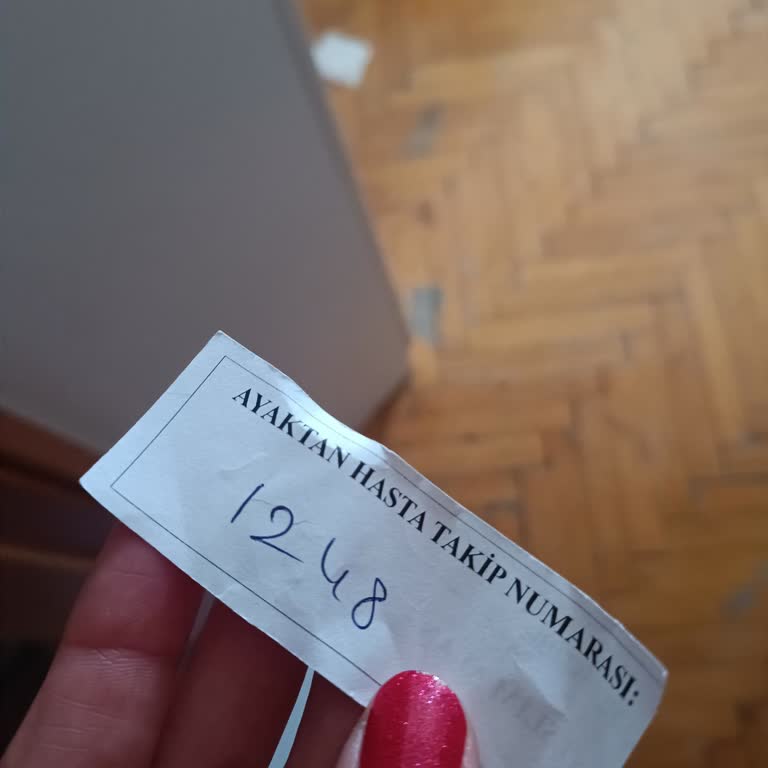 AYAKTAN HASTA TAKİP NUMARASI:
1248